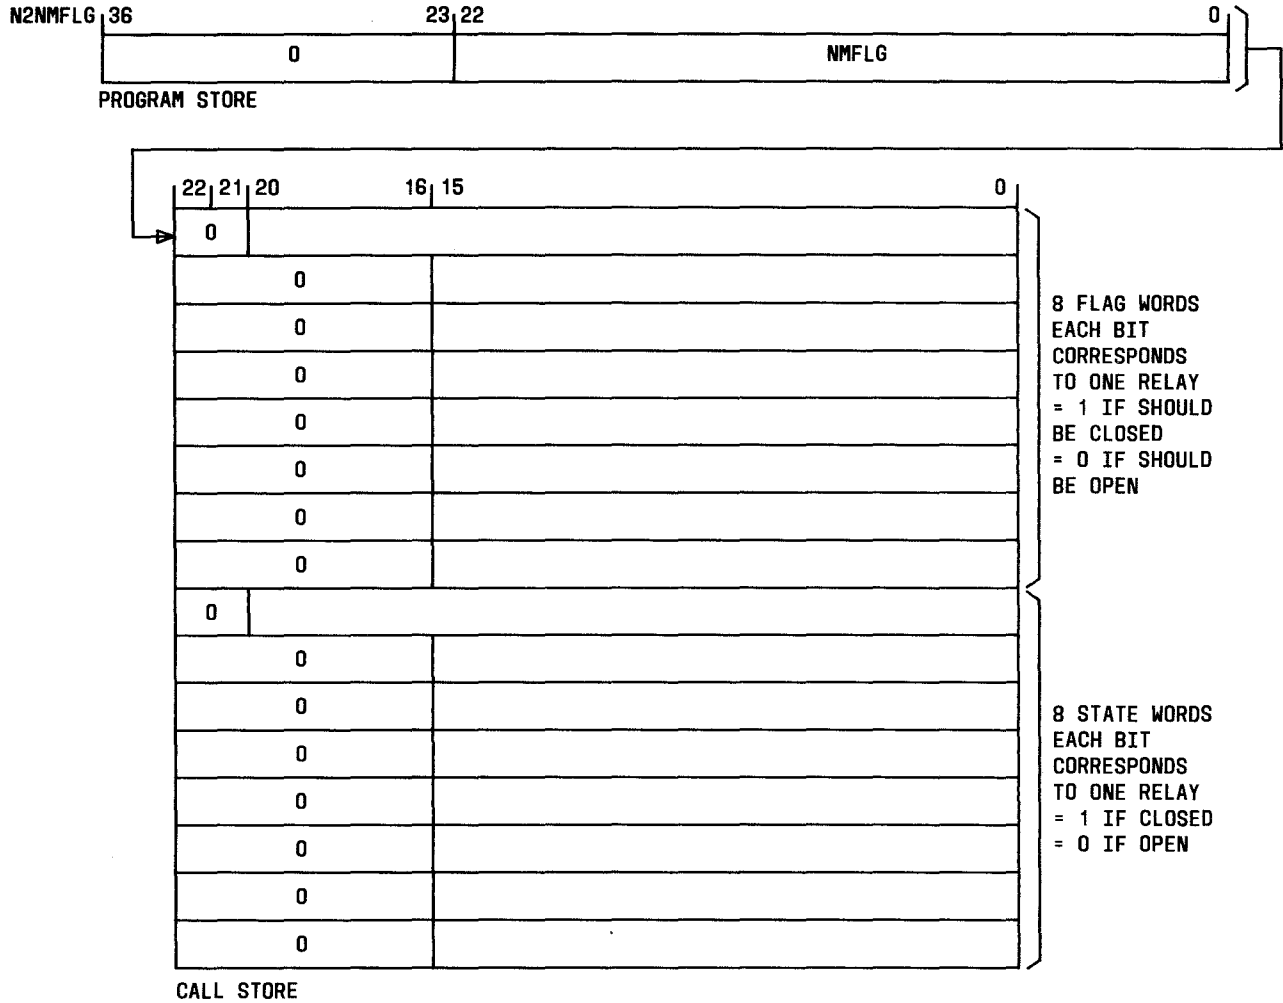 N2NMFLG 36 23 22 0
0 NMFLG
PROGRAM STORE
22 21 20 16 15 0
0
0
0
0
0
0
0
0
8 FLAG WORDS
EACH BIT
CORRESPONDS
TO ONE RELAY
= 1 IF SHOULD
BE CLOSED
= 0 IF SHOULD
BE OPEN
0
0
0
0
0
0
0
0
8 STATE WORDS
EACH BIT
CORRESPONDS
TO ONE RELAY
= 1 IF CLOSED
= 0 IF OPEN
CALL STORE